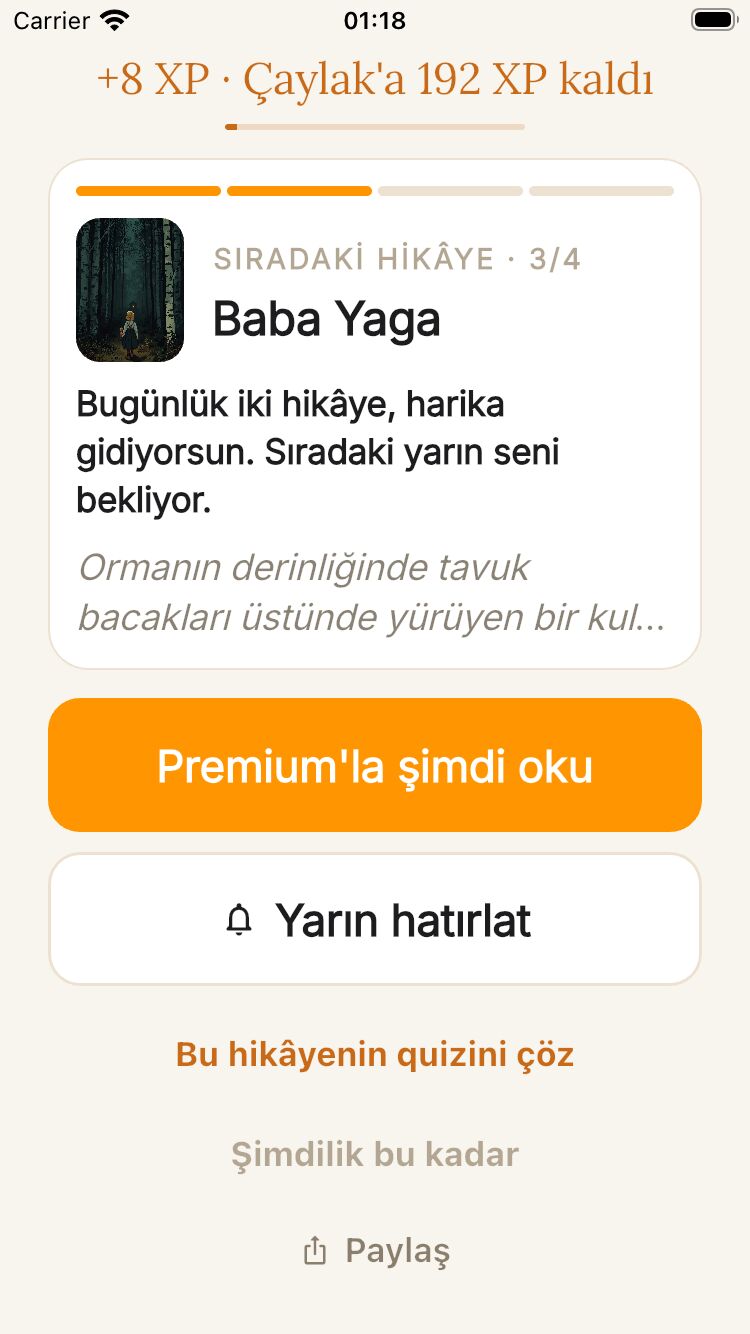 Carrier 01:18
+8 XP · Çaylak'a 192 XP kaldı
SIRADAKİ HİKÂYE · 3/4
Baba Yaga
Bugünlük iki hikâye, harika
gidiyorsun. Sıradaki yarın seni
bekliyor.
Ormanın derinliğinde tavuk
bacakları üstünde yürüyen bir kul...
Premium'la şimdi oku
Yarın hatırlat
Bu hikâyenin quizini çöz
Şimdilik bu kadar
Paylaş